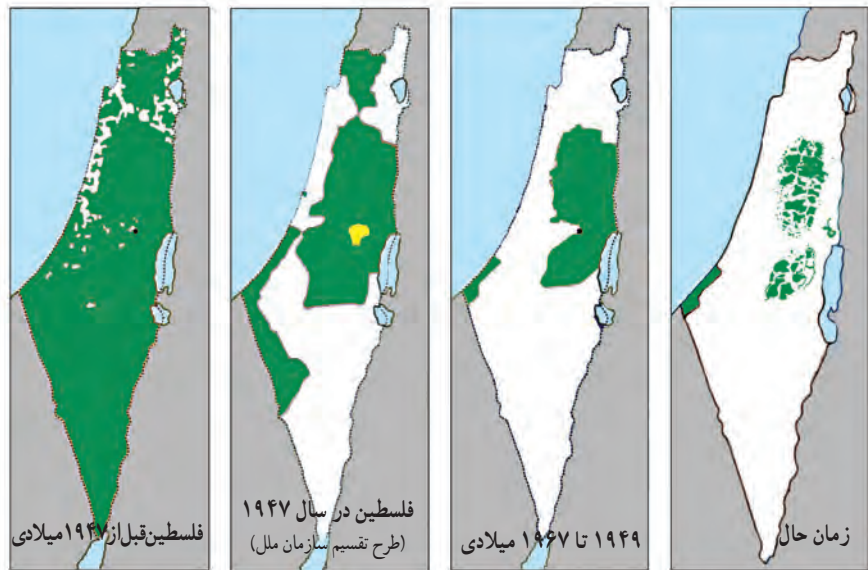 فلسطین قبل از ۱۹۴۷ میلادی
فلسطین در سال ۱۹۴۷
(طرح تقسیم سازمان ملل)
۱۹۴۹ تا ۱۹۶۷ میلادی
زمان حال